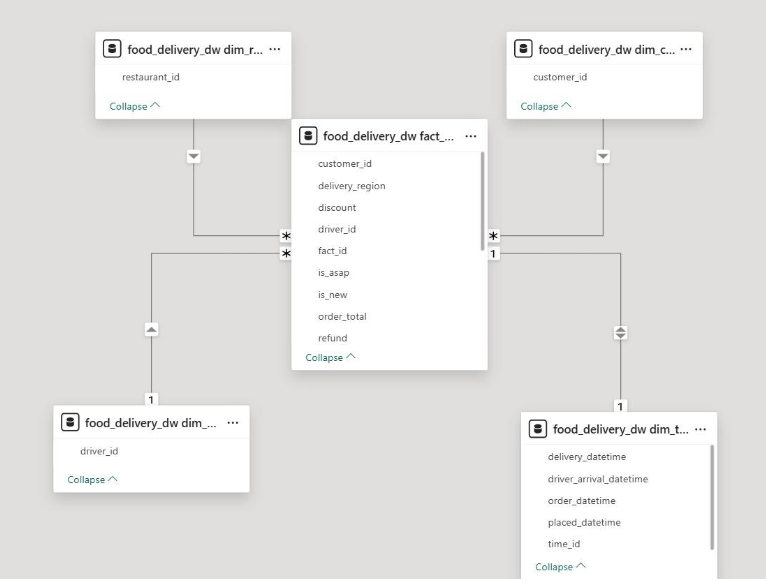 food_delivery_dw dim_r... ...
restaurant_id
Collapse
food_delivery_dw dim_c... ...
customer_id
Collapse
food_delivery_dw fact_... ...
customer_id
delivery_region
discount
driver_id
fact_id
is_asap
is_new
order_total
refund
Collapse
*
*
*
1
1
food_delivery_dw dim_... ...
driver_id
Collapse
1
food_delivery_dw dim_t... ...
delivery_datetime
driver_arrival_datetime
order_datetime
placed_datetime
time_id
Collapse